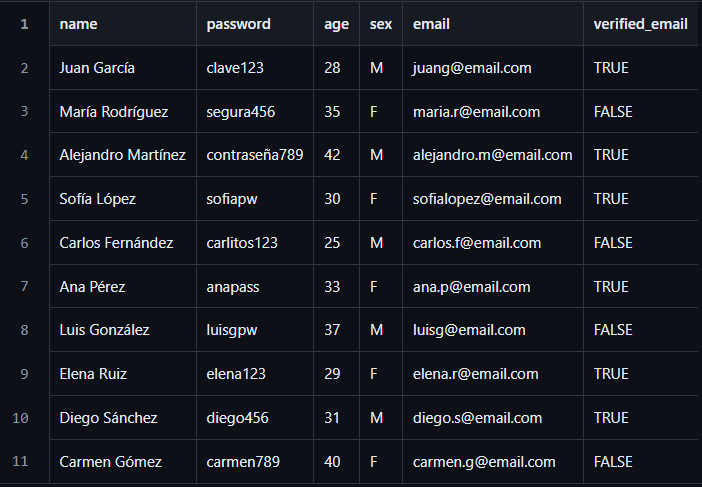 1 name password age sex email verified_email
2 Juan García clave123 28 M juang@email.com TRUE
3 María Rodríguez segura456 35 F maria.r@email.com FALSE
4 Alejandro Martínez contraseña789 42 M alejandro.m@email.com TRUE
5 Sofía López sofiapw 30 F sofialopez@email.com TRUE
6 Carlos Fernández carlitos123 25 M carlos.f@email.com FALSE
7 Ana Pérez anapass 33 F ana.p@email.com TRUE
8 Luis González luisgpw 37 M luisg@email.com FALSE
9 Elena Ruiz elena123 29 F elena.r@email.com TRUE
10 Diego Sánchez diego456 31 M diego.s@email.com TRUE
11 Carmen Gómez carmen789 40 F carmen.g@email.com FALSE